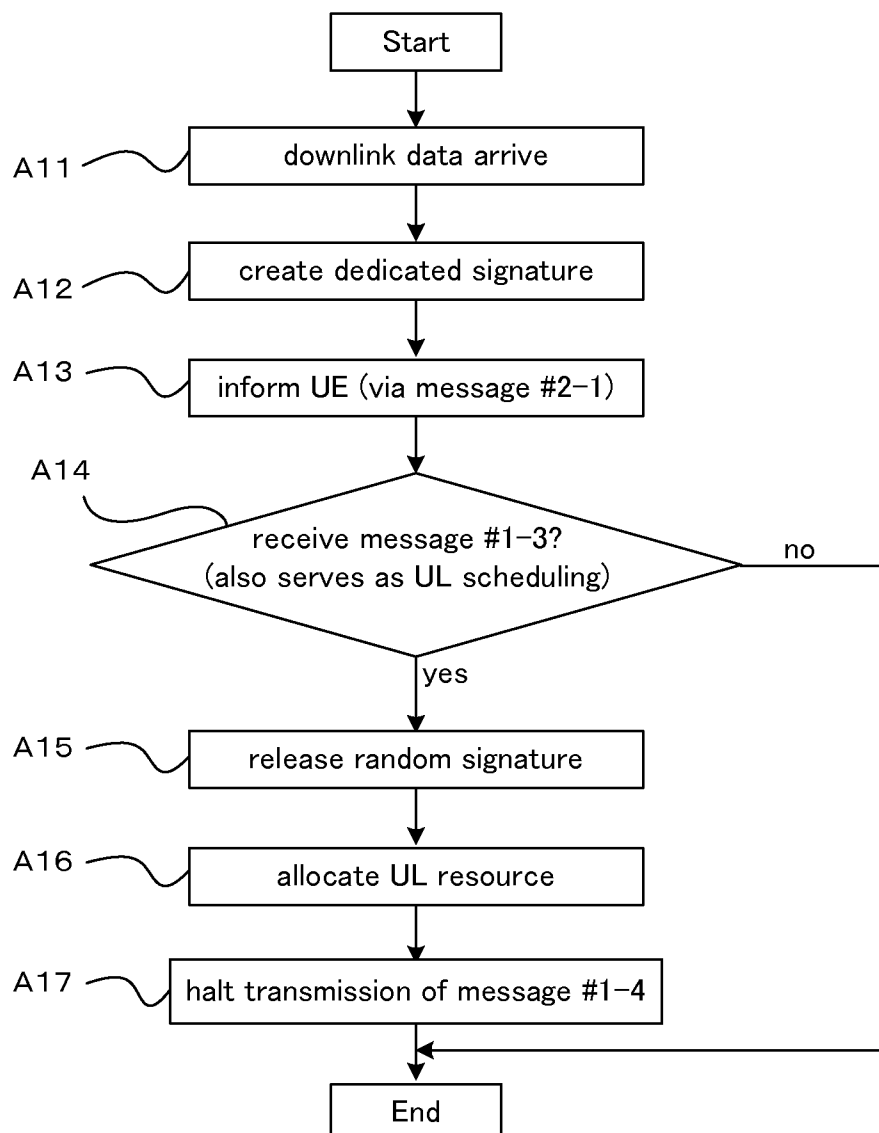 Start
A11
downlink data arrive
A12
create dedicated signature
A13
inform UE (via message #2-1)
A14
receive message #1-3?
(also serves as UL scheduling)
no
yes
A15
release random signature
A16
allocate UL resource
A17
halt transmission of message #1-4
End